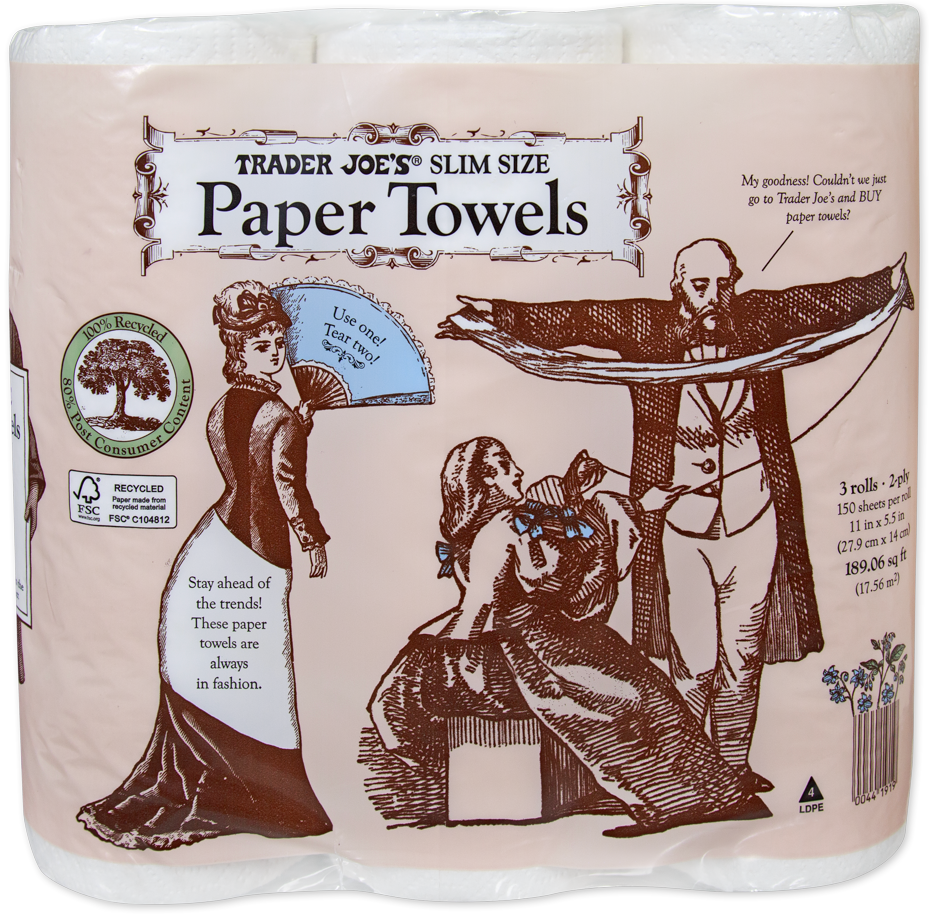 TRADER JOE'S® SLIM SIZE
Paper Towels
My goodness! Couldn't we just
go to Trader Joe's and BUY
paper towels?
Use one!
Tear two!
100% Recycled
80% Post Consumer Content
FSC
www.fsc.org
RECYCLED
Paper made from
recycled material
FSC® C104812
Stay ahead of
the trends!
These paper
towels are
always
in fashion.
3 rolls · 2-ply
150 sheets per roll
11 in x 5.5 in
(27.9 cm x 14 cm)
189.06 sq ft
(17.56 m²)
4
LDPE
els